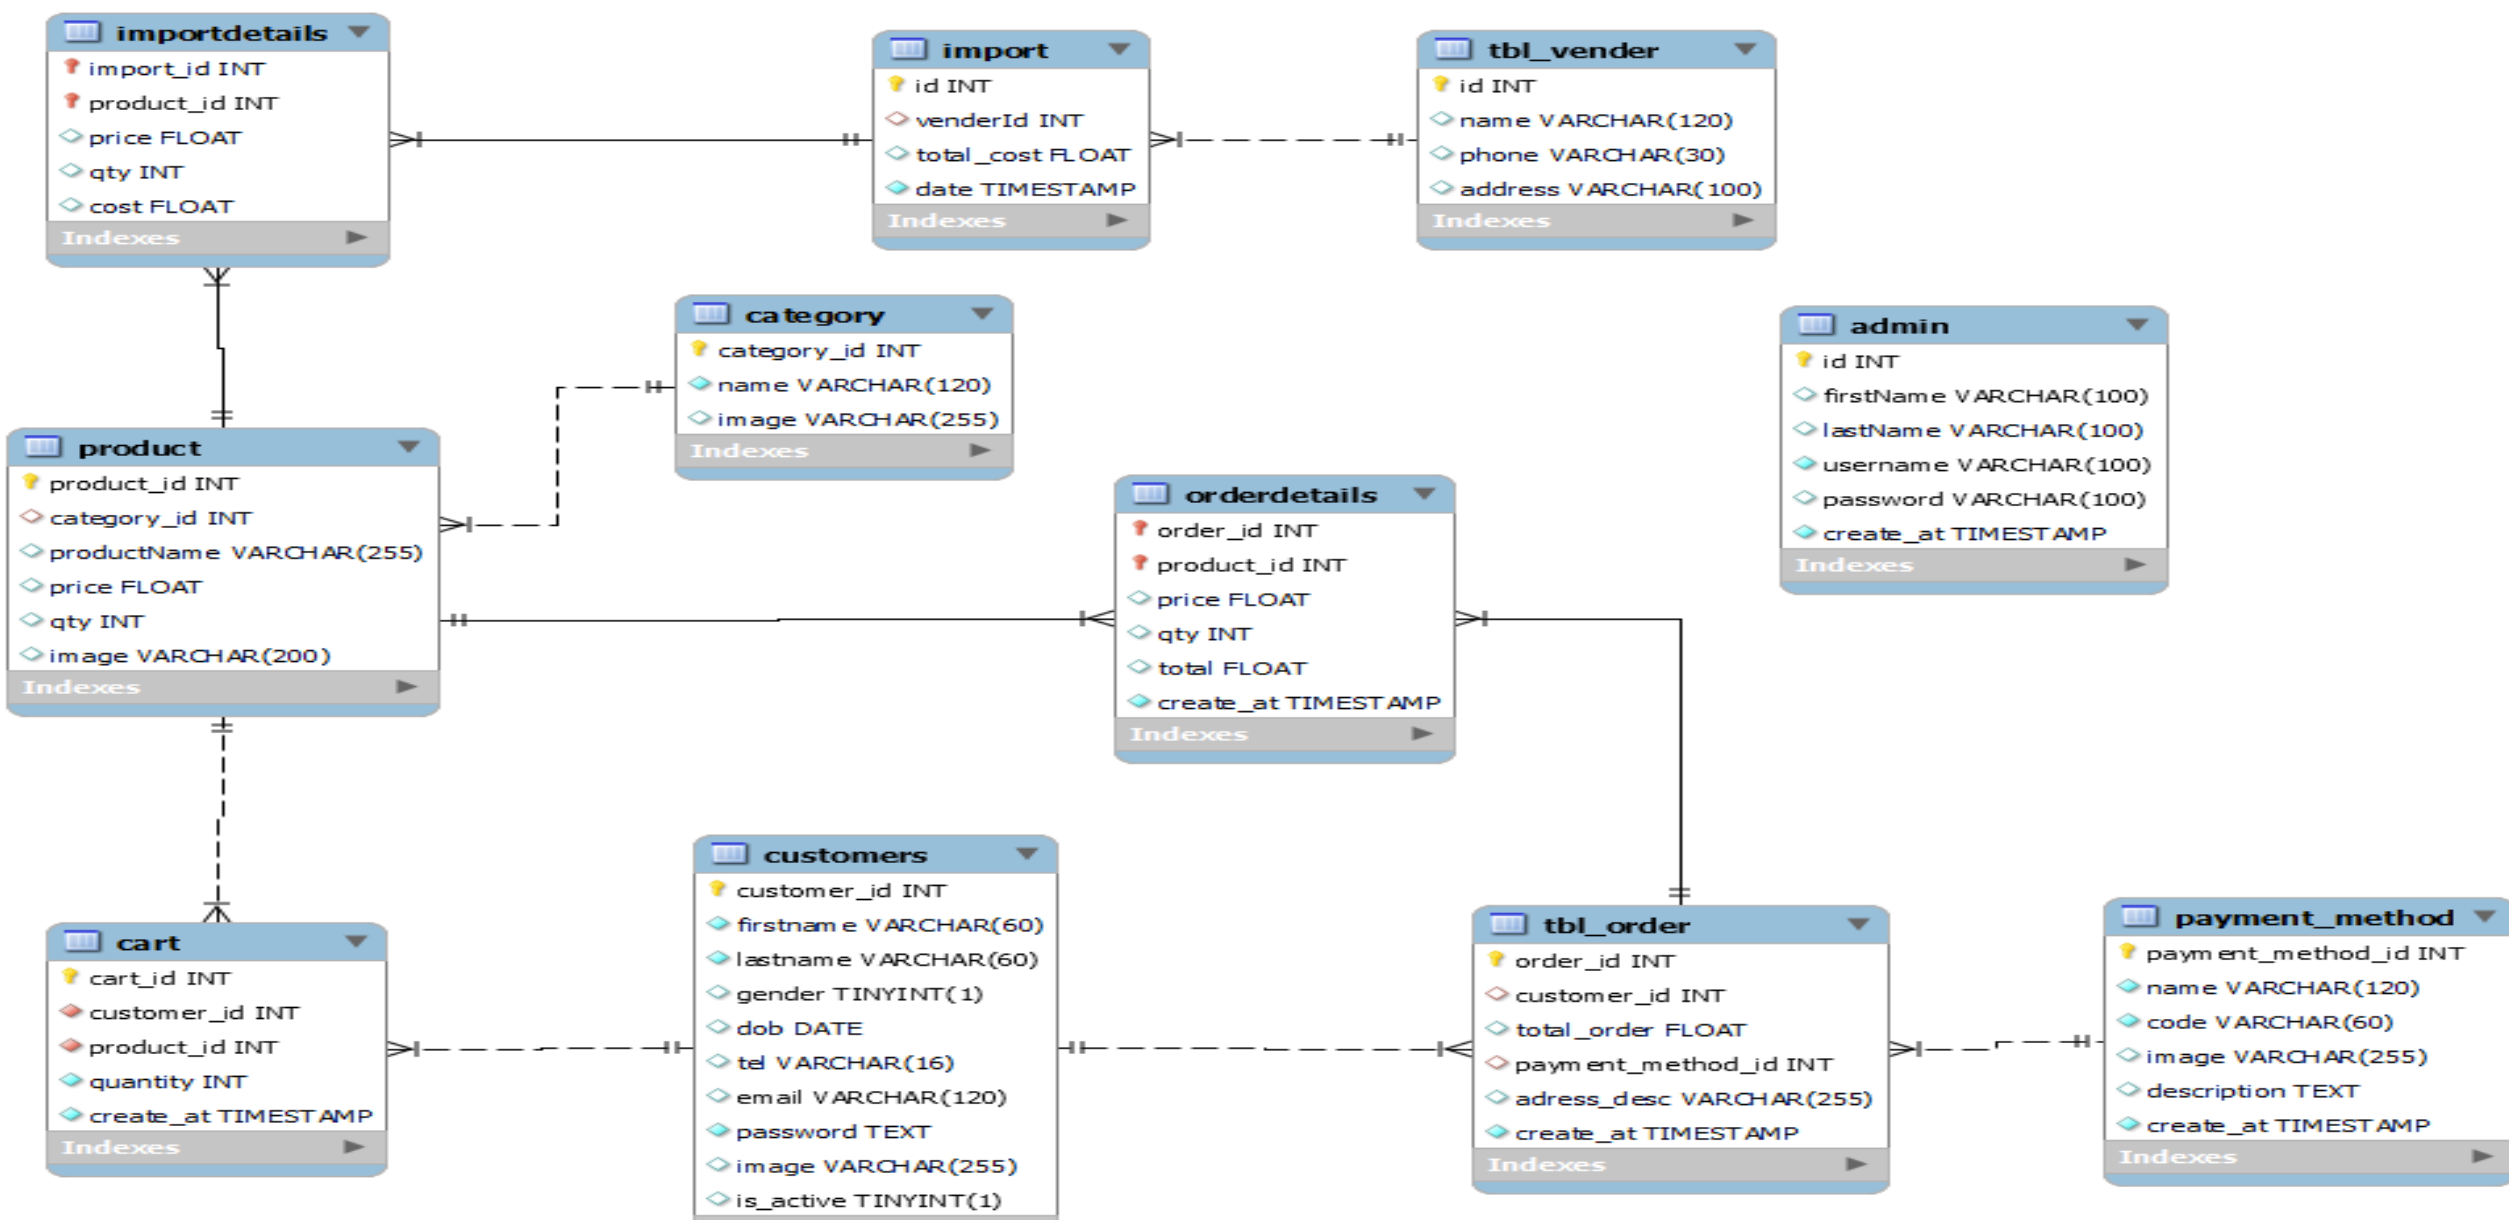 importdetails
import_id INT
product_id INT
price FLOAT
qty INT
cost FLOAT
Indexes
import
id INT
venderId INT
total_cost FLOAT
date TIMESTAMP
Indexes
tbl_vender
id INT
name VARCHAR(120)
phone VARCHAR(30)
address VARCHAR(100)
Indexes
category
category_id INT
name VARCHAR(120)
image VARCHAR(255)
Indexes
admin
id INT
firstName VARCHAR(100)
lastName VARCHAR(100)
username VARCHAR(100)
password VARCHAR(100)
create_at TIMESTAMP
Indexes
product
product_id INT
category_id INT
productName VARCHAR(255)
price FLOAT
qty INT
image VARCHAR(200)
Indexes
orderdetails
order_id INT
product_id INT
price FLOAT
qty INT
total FLOAT
create_at TIMESTAMP
Indexes
cart
cart_id INT
customer_id INT
product_id INT
quantity INT
create_at TIMESTAMP
Indexes
customers
customer_id INT
firstname VARCHAR(60)
lastname VARCHAR(60)
gender TINYINT(1)
dob DATE
tel VARCHAR(16)
email VARCHAR(120)
password TEXT
image VARCHAR(255)
is_active TINYINT(1)
tbl_order
order_id INT
customer_id INT
total_order FLOAT
payment_method_id INT
adress_desc VARCHAR(255)
create_at TIMESTAMP
Indexes
payment_method
payment_method_id INT
name VARCHAR(120)
code VARCHAR(60)
image VARCHAR(255)
description TEXT
create_at TIMESTAMP
Indexes